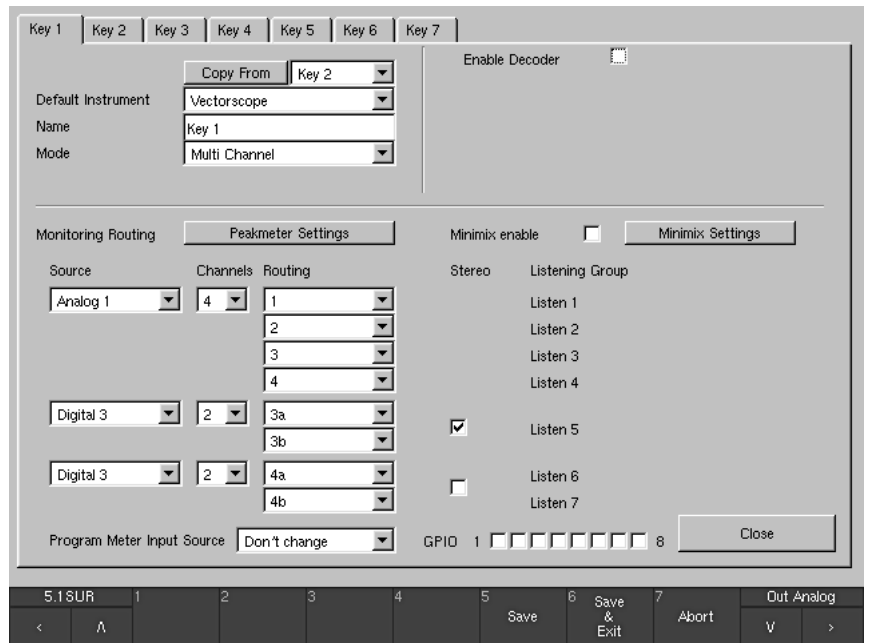 Key 1 Key 2 Key 3 Key 4 Key 5 Key 6 Key 7
Enable Decoder
Copy From Key 2
Default Instrument Vectorscope
Name Key 1
Mode Multi Channel
Monitoring Routing Peakmeter Settings Minimix enable Minimix Settings
Source Channels Routing Stereo Listening Group
Analog 1 4 1 Listen 1
2 Listen 2
3 Listen 3
4 Listen 4
Digital 3 2 3a Listen 5
3b
Digital 3 2 4a Listen 6
4b Listen 7
Program Meter Input Source Don't change GPIO 1 8 Close
5.1SUR 1 2 3 4 5 Save 6 Save & Exit 7 Abort Out Analog
< Λ V >